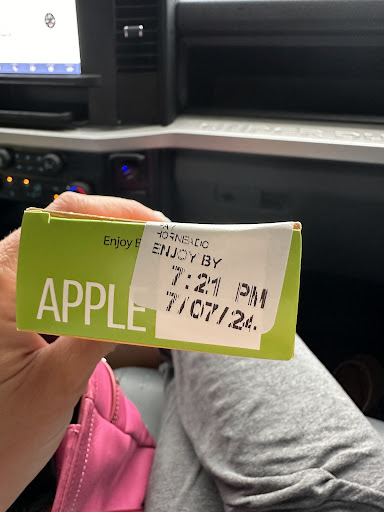 Enjoy
HORNEADO
ENJOY BY
7:21 PM
APPLE
7/07/24